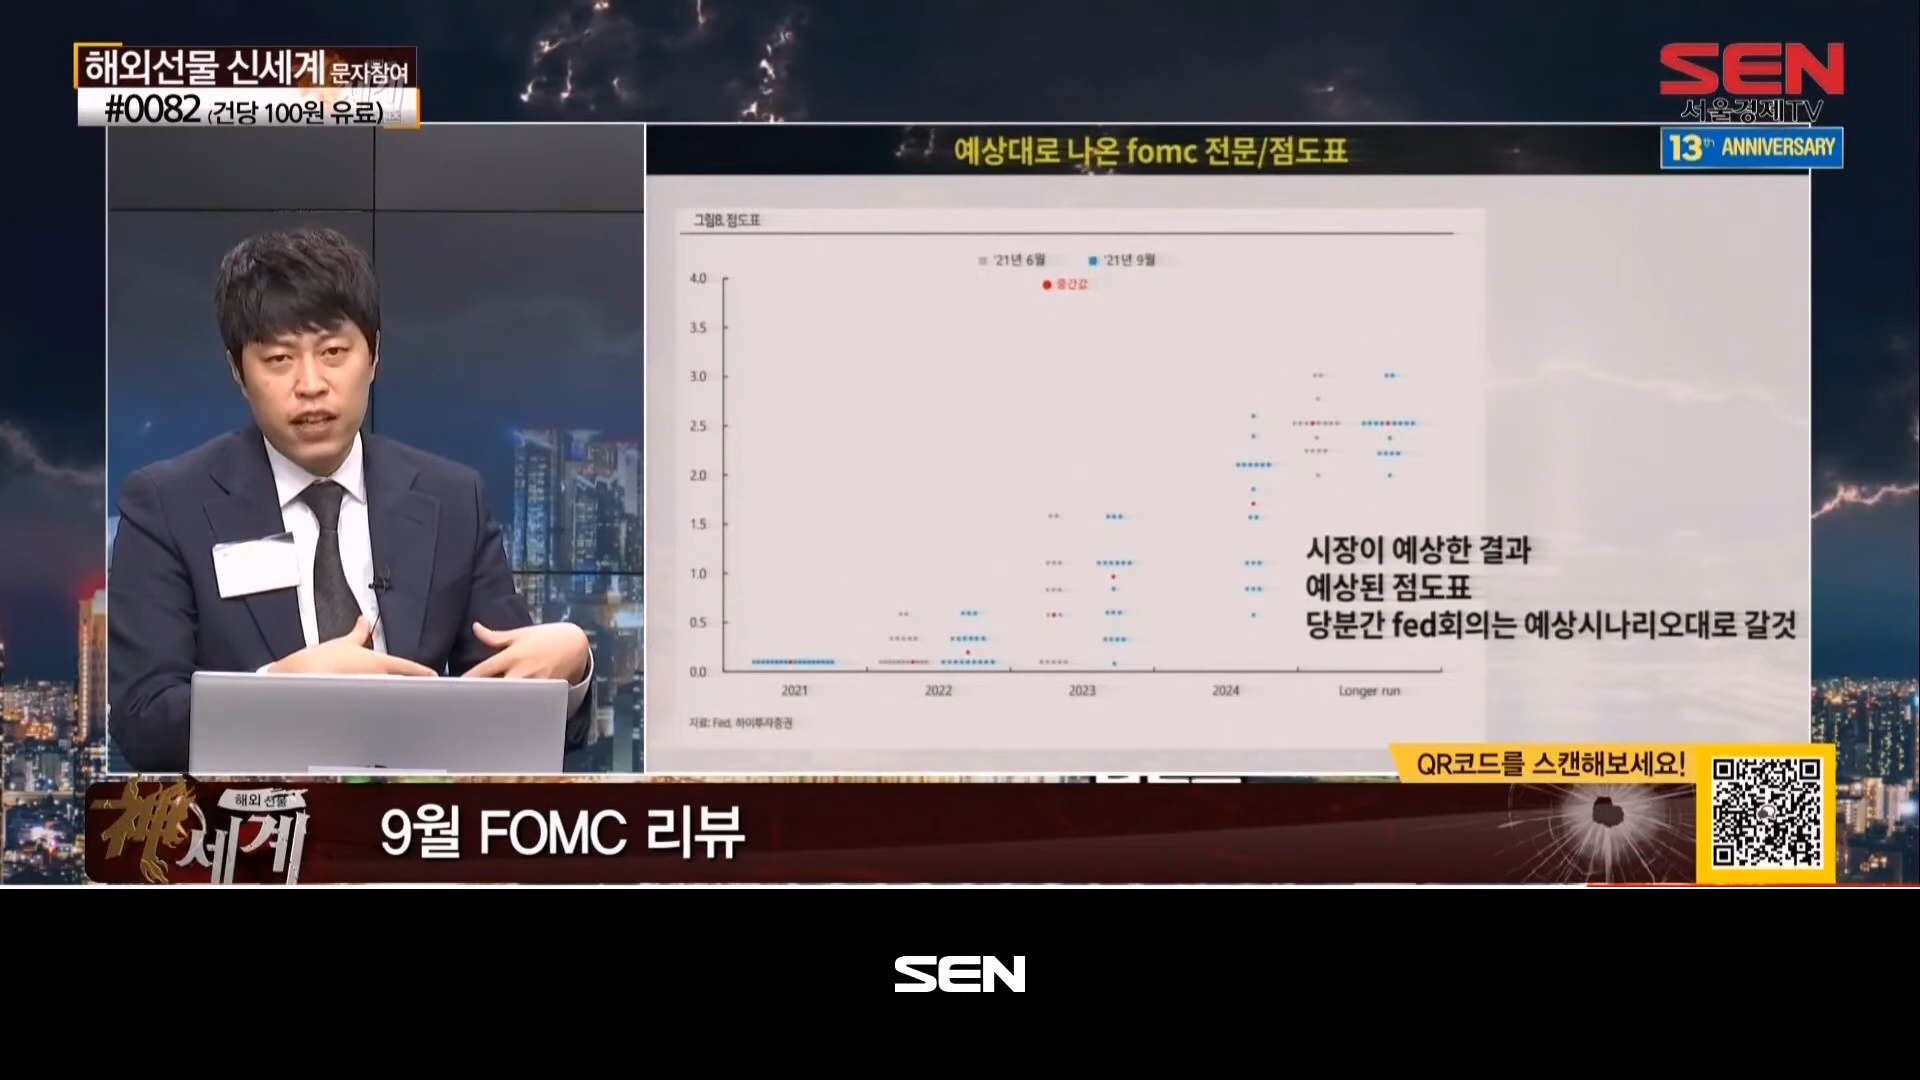 해외선물 신세계 문자참여
#0082 (건당 100원 유료)
SEN
서울경제TV
13th ANNIVERSARY
예상대로 나온 fomc 전문/점도표
그림8. 점도표
'21년 6월
'21년 9월
중간값
4.0
3.5
3.0
2.5
2.0
1.5
1.0
0.5
0.0
2021
2022
2023
2024
Longer run
자료: Fed, 하이투자증권
시장이 예상한 결과
예상된 점도표
당분간 fed회의는 예상시나리오대로 갈것
QR코드를 스캔해보세요!
해외 선물
神세계
9월 FOMC 리뷰
SEN